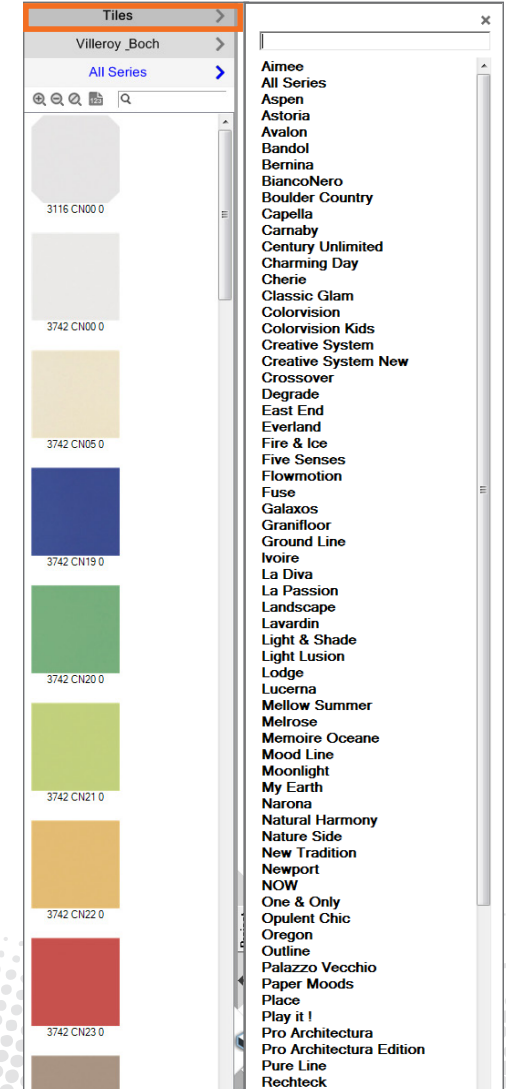 Tiles
Villeroy _Boch
All Series
3116 CN00 0
3742 CN00 0
3742 CN05 0
3742 CN19 0
3742 CN20 0
3742 CN21 0
3742 CN22 0
3742 CN23 0
Aimee
All Series
Aspen
Astoria
Avalon
Bandol
Bernina
BiancoNero
Boulder Country
Capella
Carnaby
Century Unlimited
Charming Day
Cherie
Classic Glam
Colorvision
Colorvision Kids
Creative System
Creative System New
Crossover
Degrade
East End
Everland
Fire & Ice
Five Senses
Flowmotion
Fuse
Galaxos
Granifloor
Ground Line
Ivoire
La Diva
La Passion
Landscape
Lavardin
Light & Shade
Light Lusion
Lodge
Lucerna
Mellow Summer
Melrose
Memoire Oceane
Mood Line
Moonlight
My Earth
Narona
Natural Harmony
Nature Side
New Tradition
Newport
NOW
One & Only
Opulent Chic
Oregon
Outline
Palazzo Vecchio
Paper Moods
Place
Play it !
Pro Architectura
Pro Architectura Edition
Pure Line
Rechteck